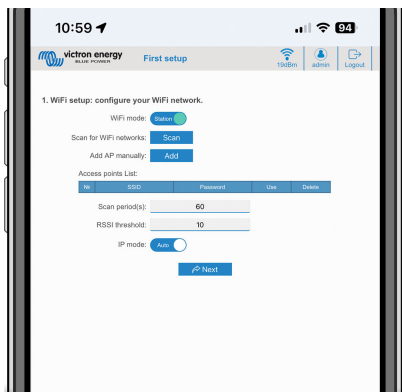 10:59 94
victron energy
BLUE POWER
First setup
19dBm admin Logout
1. WiFi setup: configure your WiFi network.
WiFi mode: Station
Scan for WiFi networks: Scan
Add AP manually: Add
Access points List:
№ SSID Password Use Delete
Scan period(s): 60
RSSI threshold: 10
IP mode: Auto
Next